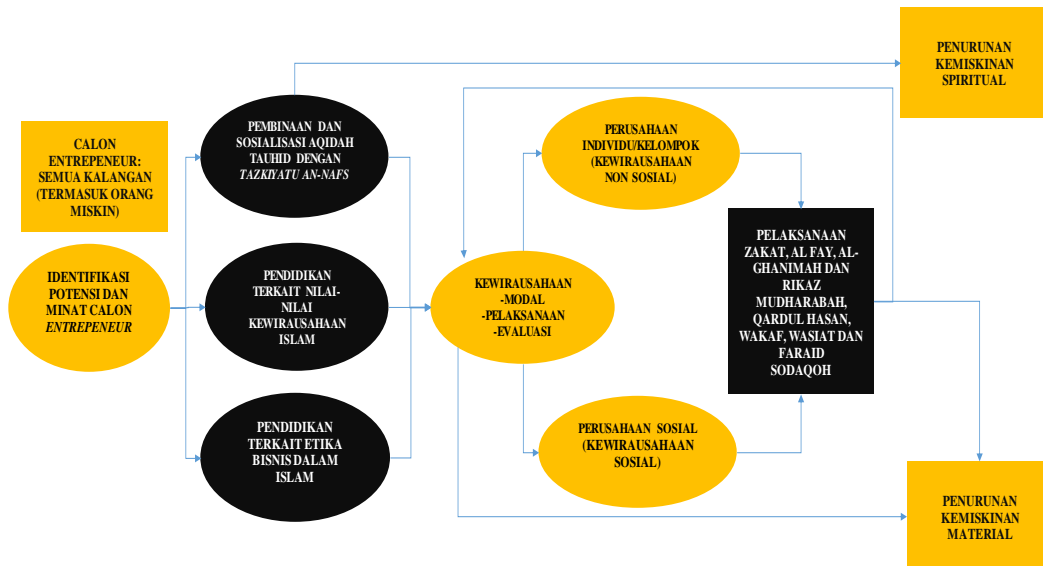 CALON
ENTREPENEUR:
SEMUA KALANGAN
(TERMASUK ORANG
MISKIN)
IDENTIFIKASI
POTENSI DAN
MINAT CALON
ENTREPENEUR
PEMBINAAN DAN
SOSIALISASI AQIDAH
TAUHID DENGAN
TAZKIYATU AN-NAFS
PENDIDIKAN
TERKAIT NILAI-
NILAI
KEWIRAUSAHAAN
ISLAM
PENDIDIKAN
TERKAIT ETIKA
BISNIS DALAM
ISLAM
KEWIRAUSAHAAN
-MODAL
-PELAKSANAAN
-EVALUASI
PERUSAHAAN
INDIVIDU/KELOMPOK
(KEWIRAUSAHAAN
NON SOSIAL)
PERUSAHAAN SOSIAL
(KEWIRAUSAHAAN
SOSIAL)
PELAKSANAAN
ZAKAT, AL FAY, AL-
GHANIMAH DAN
RIKAZ
MUDHARABAH,
QARDUL HASAN,
WAKAF, WASIAT DAN
FARAID
SODAQOH
PENURUNAN
KEMISKINAN
SPIRITUAL
PENURUNAN
KEMISKINAN
MATERIAL